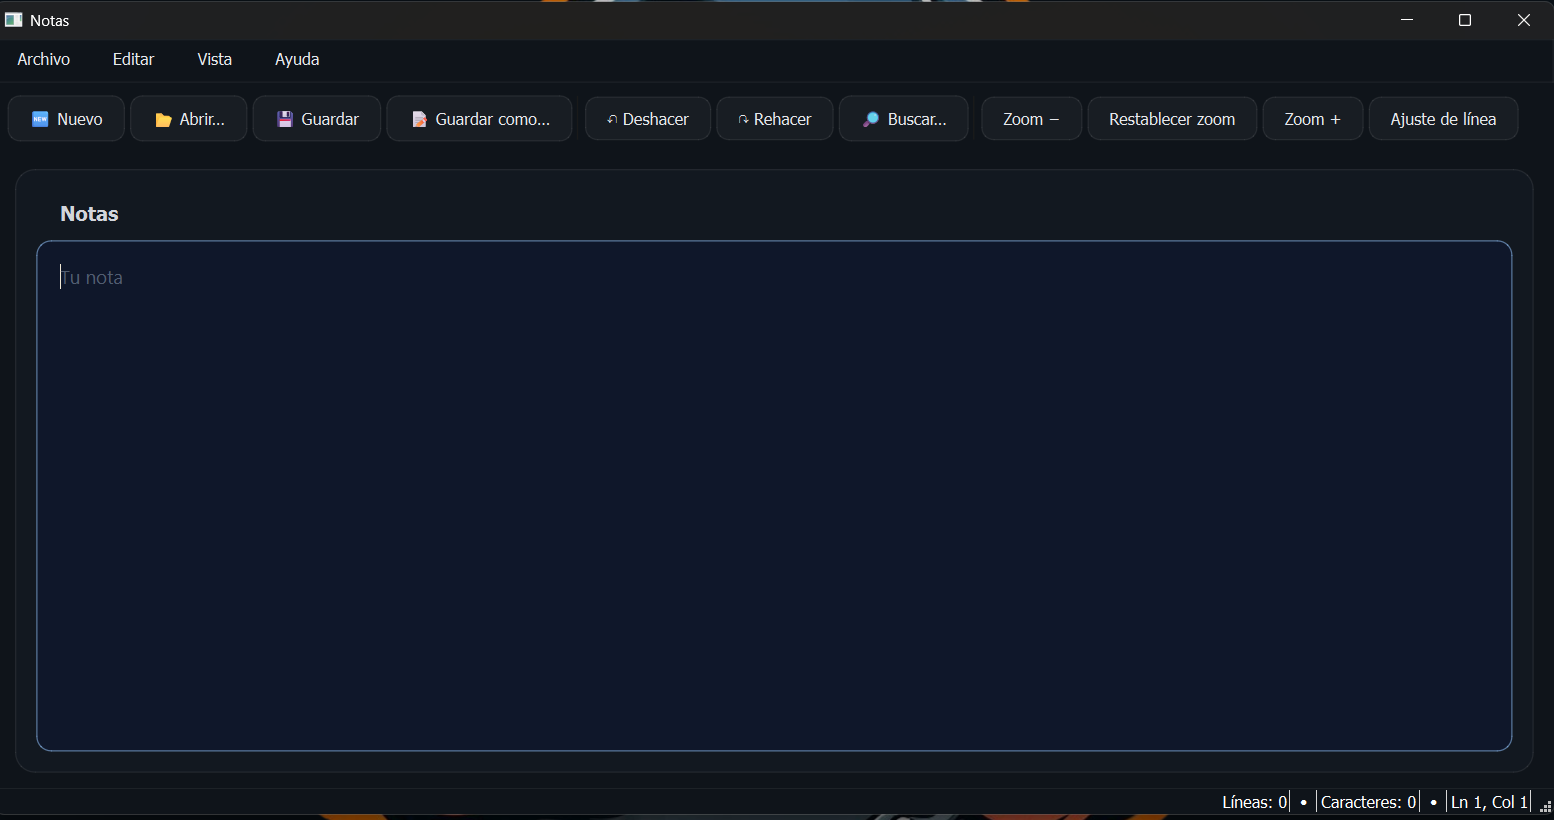 Notas
Archivo Editar Vista Ayuda
NEW Nuevo Abrir... Guardar Guardar como... Deshacer Rehacer Buscar... Zoom − Restablecer zoom Zoom + Ajuste de línea
Notas
Tu nota
Líneas: 0 • Caracteres: 0 • Ln 1, Col 1